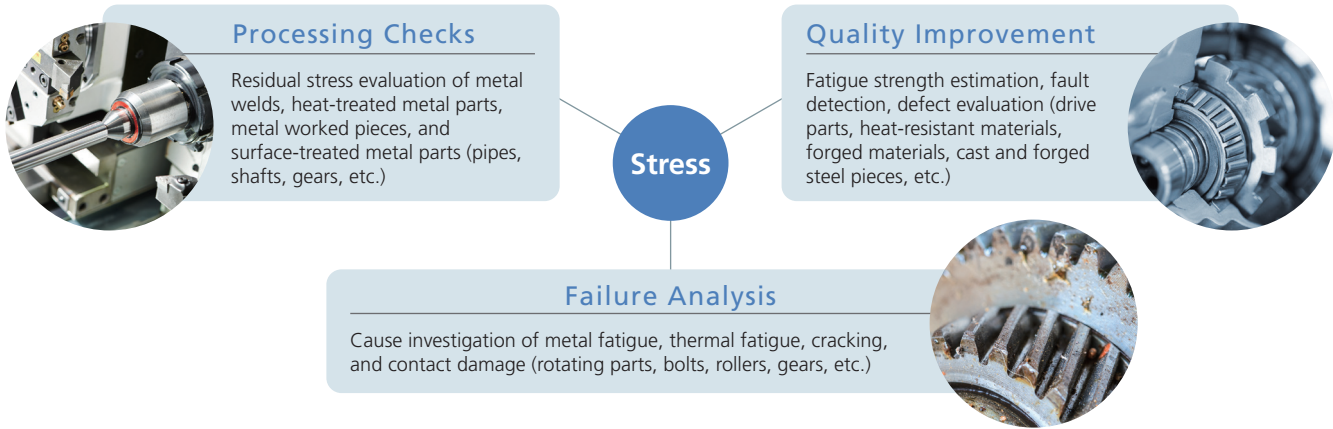 Processing Checks
Residual stress evaluation of metal
welds, heat-treated metal parts,
metal worked pieces, and
surface-treated metal parts (pipes,
shafts, gears, etc.)
Stress
Quality Improvement
Fatigue strength estimation, fault
detection, defect evaluation (drive
parts, heat-resistant materials,
forged materials, cast and forged
steel pieces, etc.)
Failure Analysis
Cause investigation of metal fatigue, thermal fatigue, cracking,
and contact damage (rotating parts, bolts, rollers, gears, etc.)